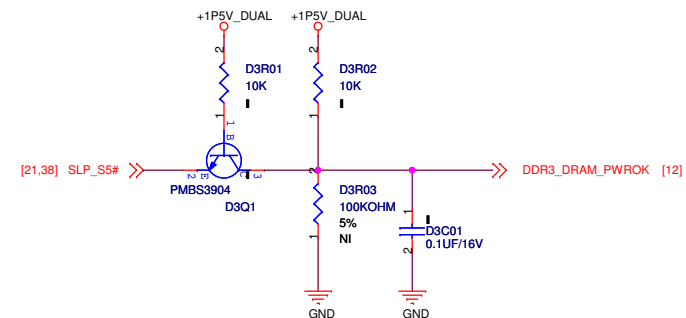 +1P5V_DUAL
+1P5V_DUAL
2
2
D3R01
10K
D3R02
10K
1
1
1
B
[21,38] SLP_S5#
2
E
C
3
2
DDR3_DRAM_PWROK [12]
PMBS3904
D3Q1
D3R03
100KOHM
5%
NI
1
1
D3C01
0.1UF/16V
2
GND
GND